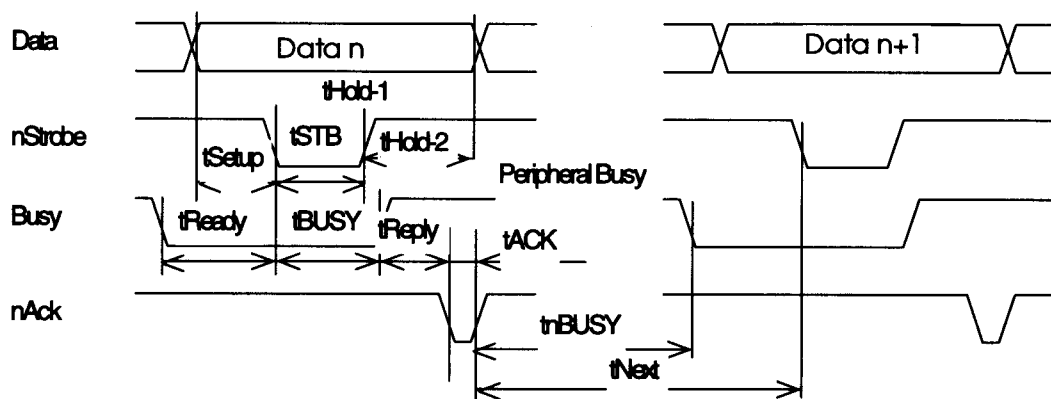 Data
Data n
Data n+1
tHold-1
nStrobe
tSTB
tHold-2
tSetup
Peripheral Busy
Busy
tReady
tBUSY
tReply
tACK
nAck
tnBUSY
tNext